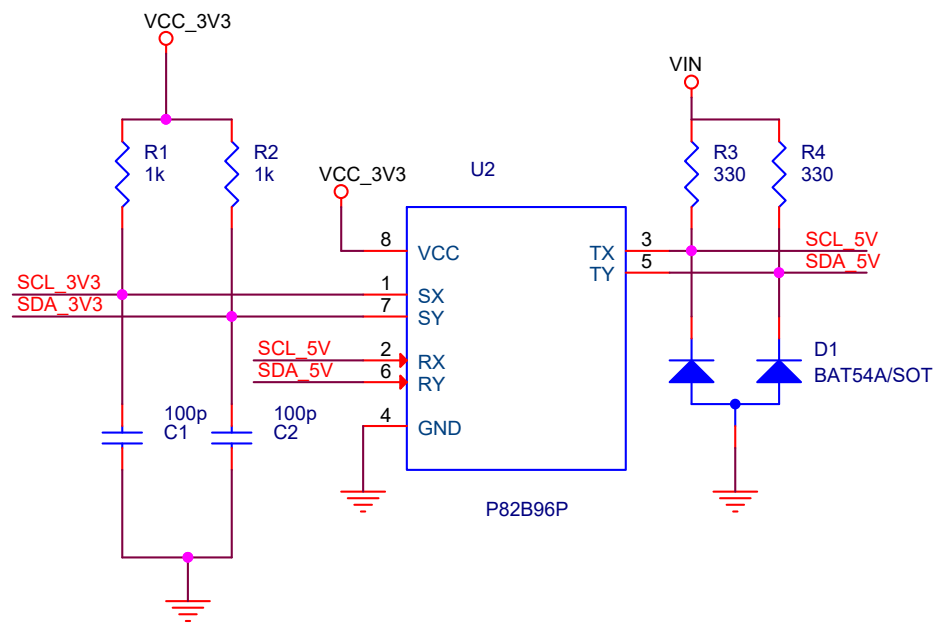 VCC_3V3
VIN
R1
1k
R2
1k
R3
330
R4
330
U2
VCC_3V3
8
VCC
TX
3
SCL_5V
TY
5
SDA_5V
SCL_3V3
1
SX
SDA_3V3
7
SY
SCL_5V
2
RX
SDA_5V
6
RY
D1
BAT54A/SOT
100p
C1
100p
C2
4
GND
P82B96P